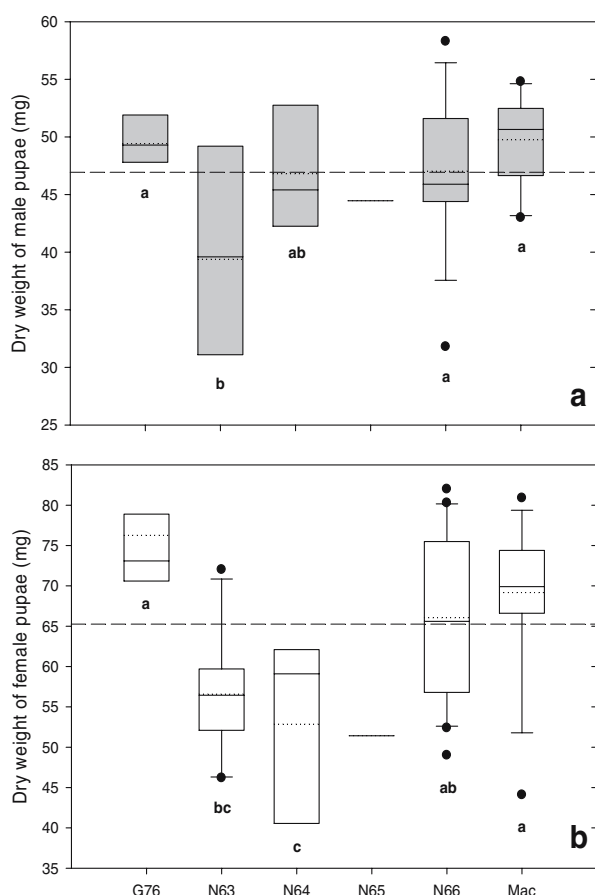 Dry weight of male pupae (mg)
60
55
50
45
40
35
30
25
a
b
ab
a
a
a
Dry weight of female pupae (mg)
85
80
75
70
65
60
55
50
45
40
35
a
bc
c
ab
a
b
G76 N63 N64 N65 N66 Mac